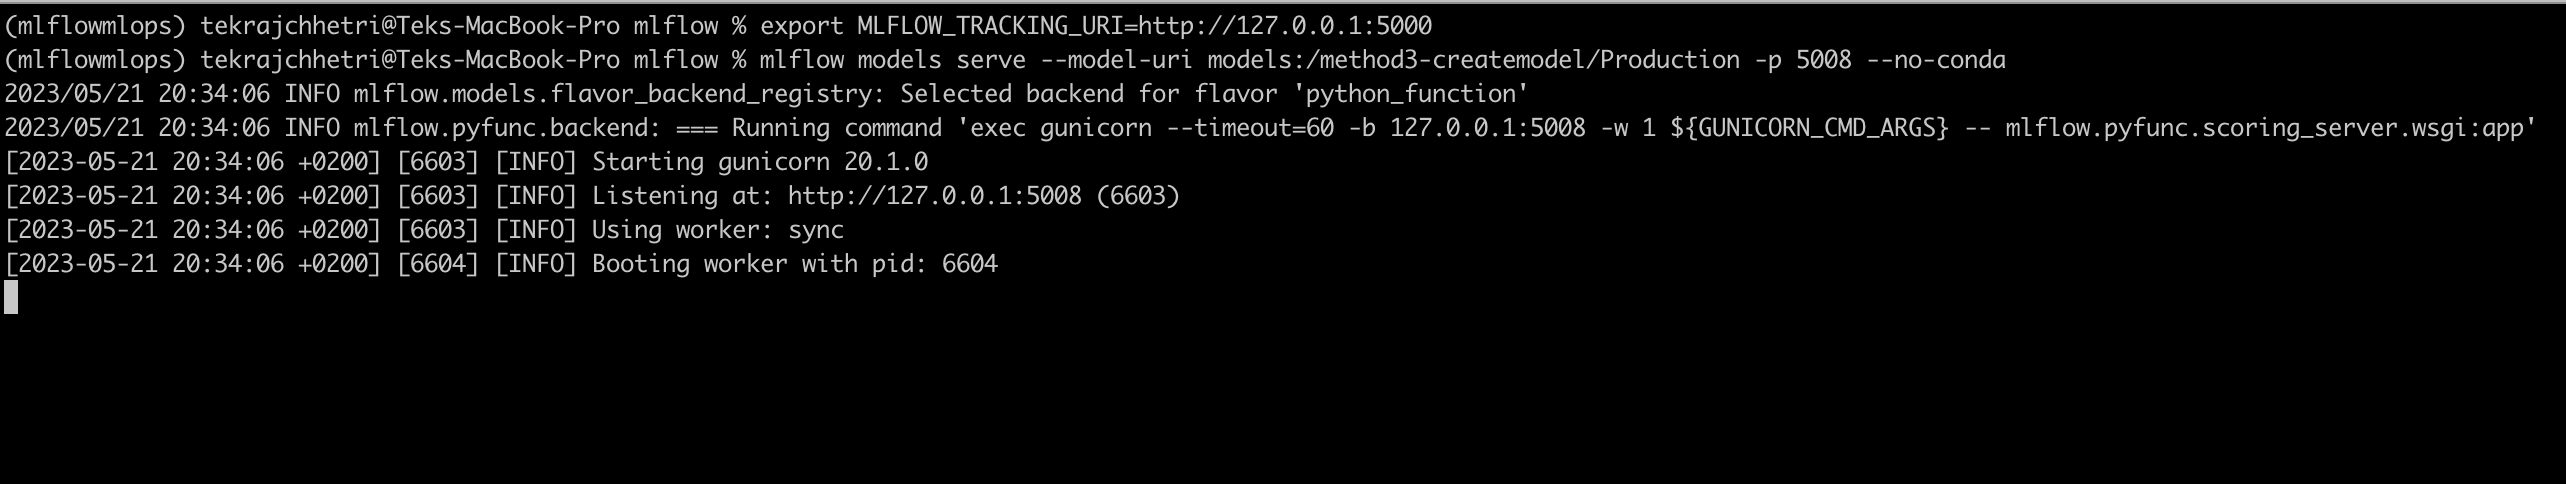 (mlflowmlops) tekrajchhetri@Teks-MacBook-Pro mlflow % export MLFLOW_TRACKING_URI=http://127.0.0.1:5000
(mlflowmlops) tekrajchhetri@Teks-MacBook-Pro mlflow % mlflow models serve --model-uri models:/method3-createmodel/Production -p 5008 --no-conda
2023/05/21 20:34:06 INFO mlflow.models.flavor_backend_registry: Selected backend for flavor 'python_function'
2023/05/21 20:34:06 INFO mlflow.pyfunc.backend: === Running command 'exec gunicorn --timeout=60 -b 127.0.0.1:5008 -w 1 ${GUNICORN_CMD_ARGS} -- mlflow.pyfunc.scoring_server.wsgi:app'
[2023-05-21 20:34:06 +0200] [6603] [INFO] Starting gunicorn 20.1.0
[2023-05-21 20:34:06 +0200] [6603] [INFO] Listening at: http://127.0.0.1:5008 (6603)
[2023-05-21 20:34:06 +0200] [6603] [INFO] Using worker: sync
[2023-05-21 20:34:06 +0200] [6604] [INFO] Booting worker with pid: 6604